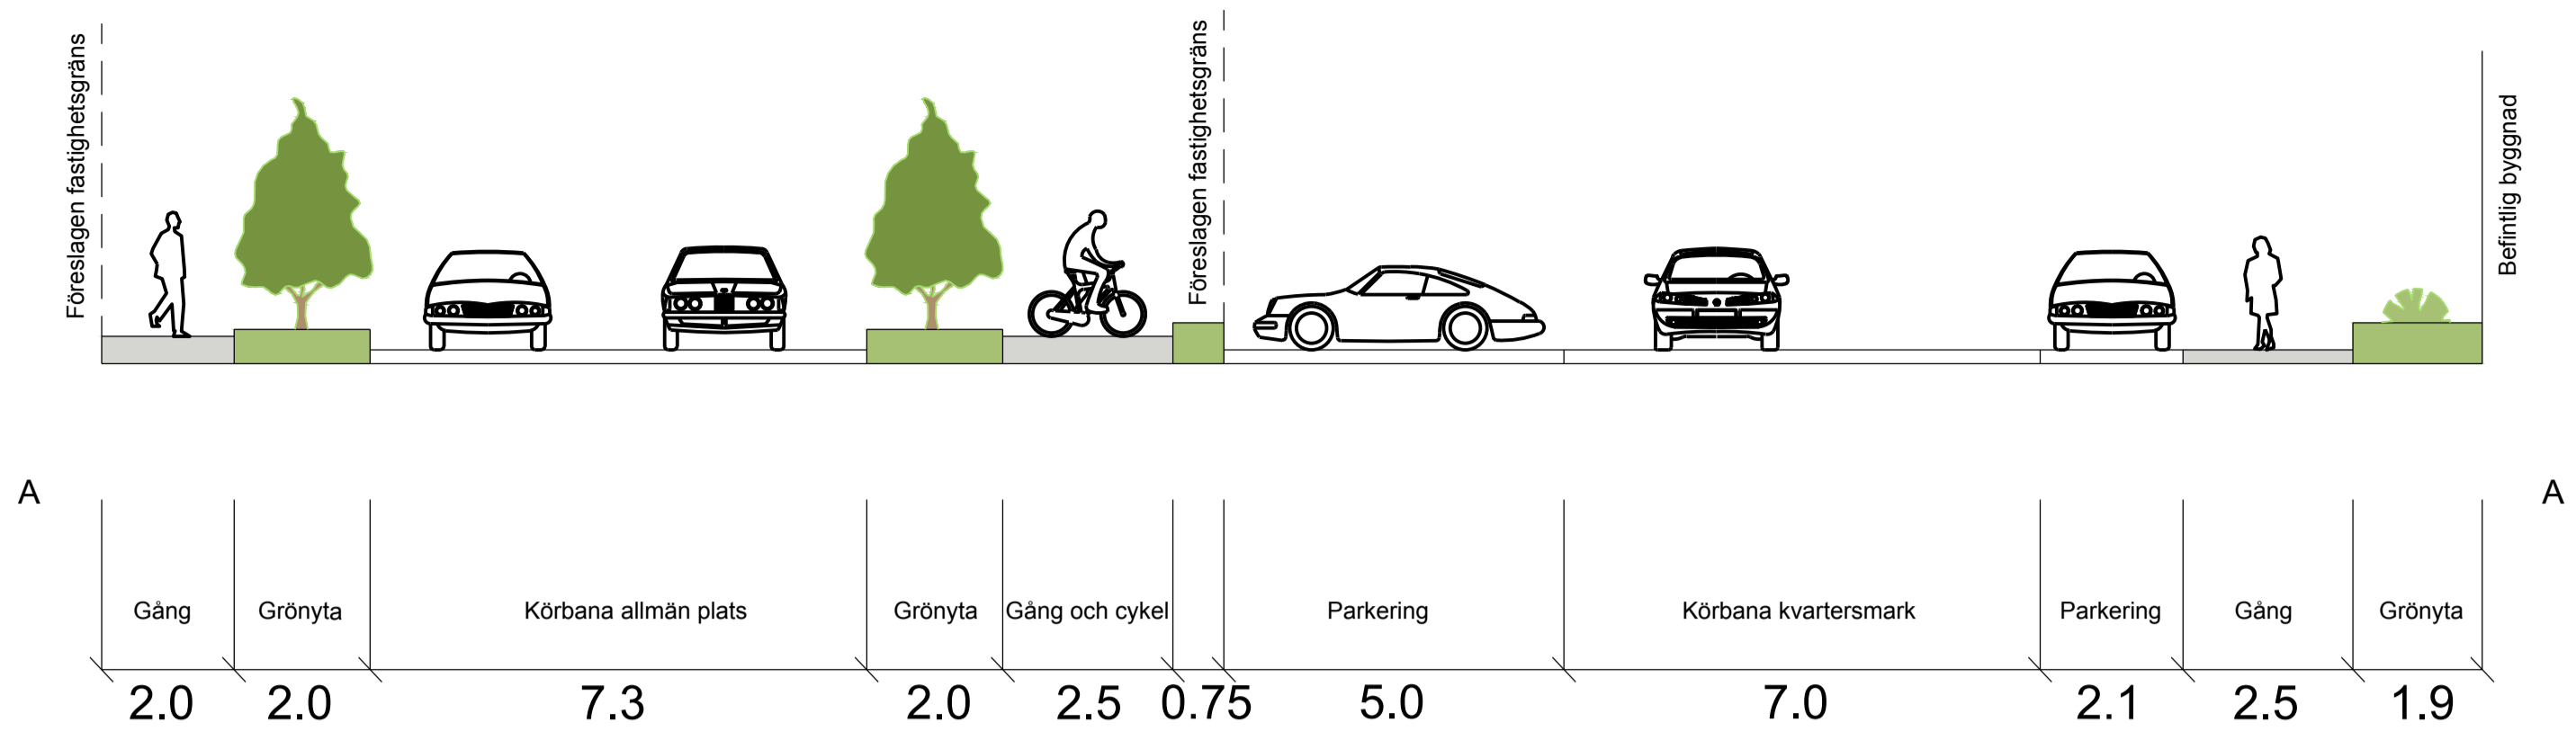 Föreslagen fastighetsgräns
Föreslagen fastighetsgräns
Befintlig byggnad
A
A
Gång
Grönyta
Körbana allmän plats
Grönyta
Gång och cykel
Parkering
Körbana kvartersmark
Parkering
Gång
Grönyta
2.0
2.0
7.3
2.0
2.5
0.75
5.0
7.0
2.1
2.5
1.9